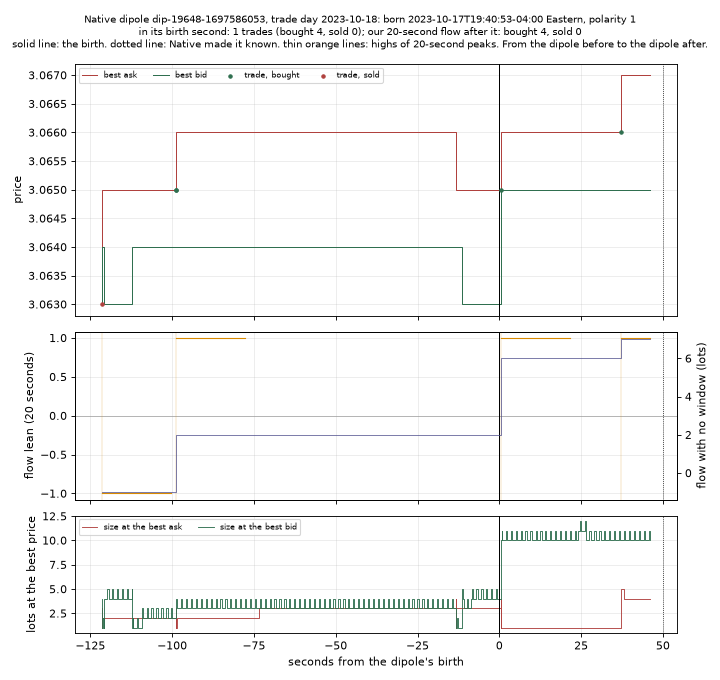 Native dipole dip-19648-1697586053, trade day 2023-10-18: born 2023-10-17T19:40:53-04:00 Eastern, polarity 1
in its birth second: 1 trades (bought 4, sold 0); our 20-second flow after it: bought 4, sold 0
solid line: the birth. dotted line: Native made it known. thin orange lines: highs of 20-second peaks. From the dipole before to the dipole after.
best ask best bid trade, bought trade, sold
3.0670
3.0665
3.0660
3.0655
3.0650
3.0645
3.0640
3.0635
3.0630
price
1.0
0.5
0.0
−0.5
−1.0
flow lean (20 seconds)
6
4
2
0
flow with no window (lots)
size at the best ask size at the best bid
12.5
10.0
7.5
5.0
2.5
lots at the best price
−125 −100 −75 −50 −25 0 25 50
seconds from the dipole's birth